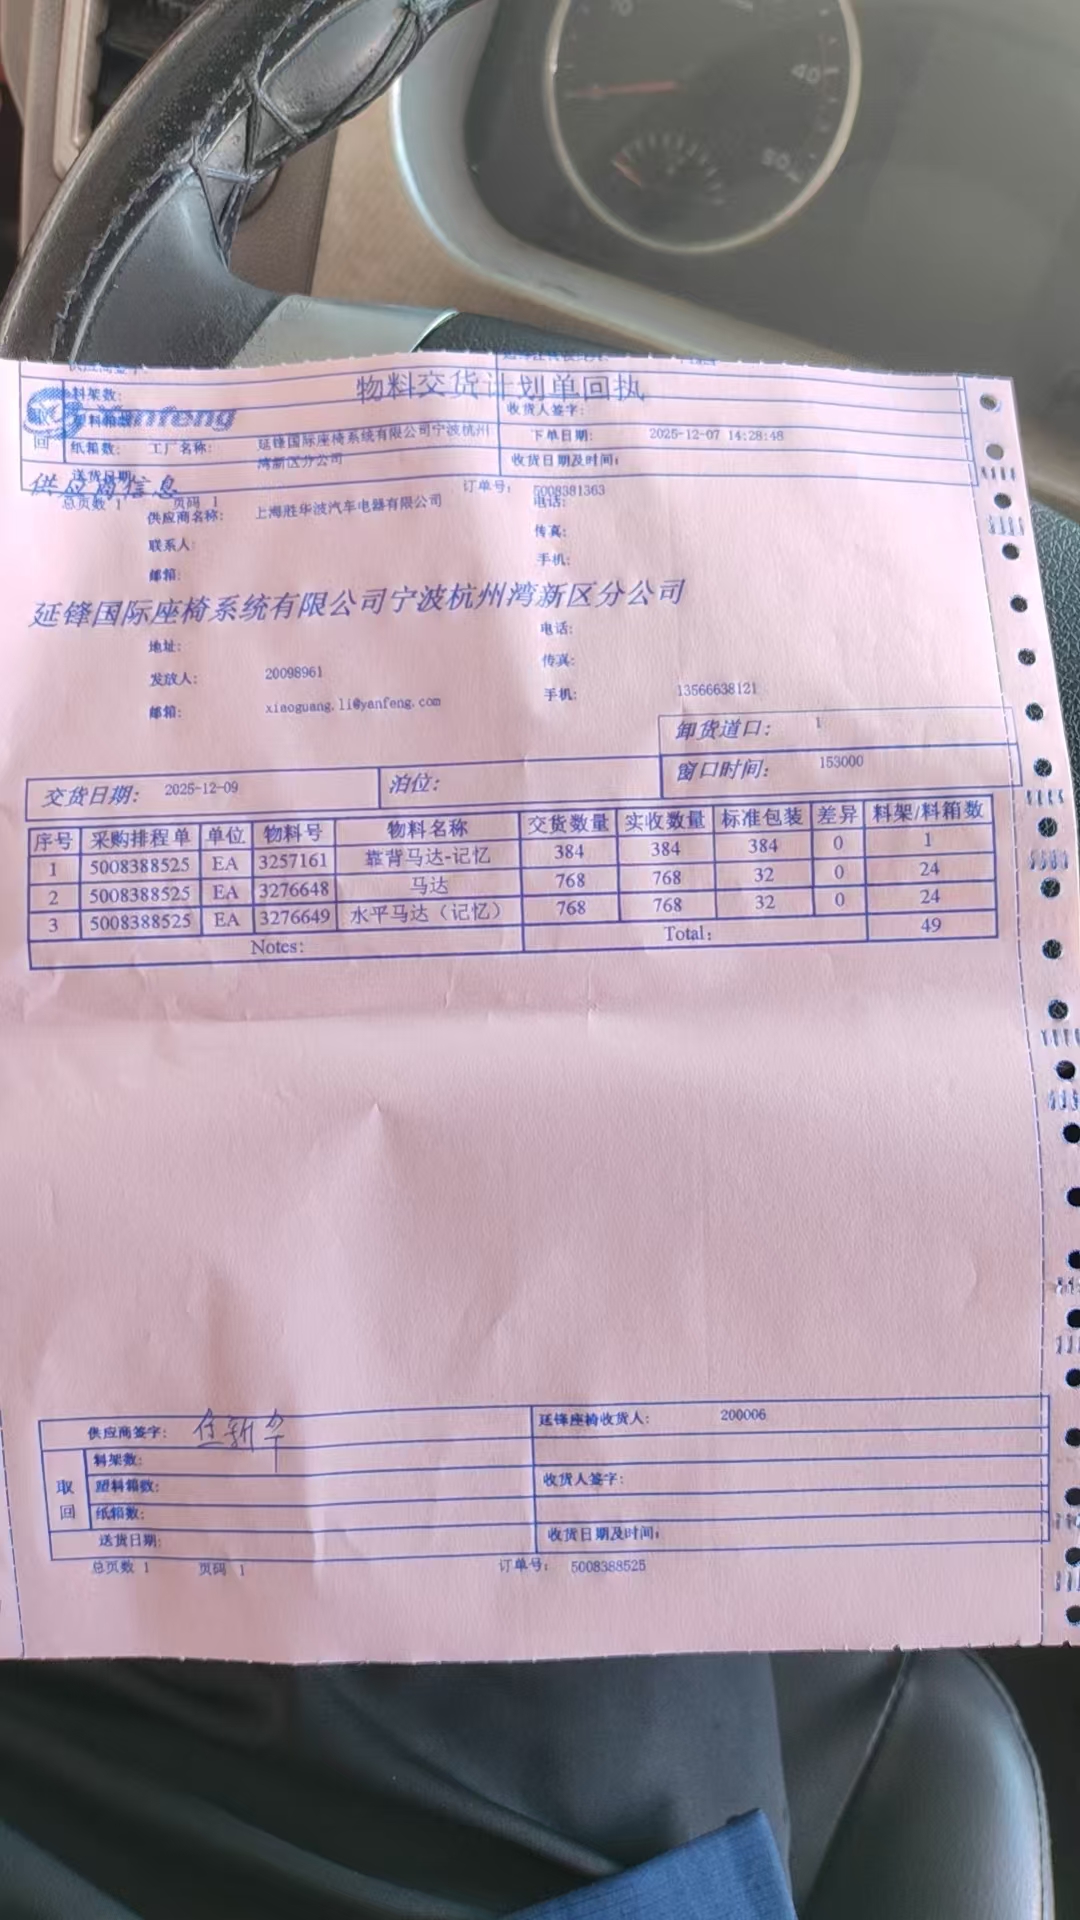 40
物料交货计划单回执
Yanfeng
料架数:
收货人签字:
回
纸箱数:
工厂名称:
延锋国际座椅系统有限公司宁波杭州
湾新区分公司
下单日期:
2025-12-07 14:28:48
收货日期及时间:
送货日期:
供应商信息
总页数 1
页码 1
订单号:
5008381363
供应商名称:
上海胜华波汽车电器有限公司
电话:
联系人:
传真:
邮箱:
手机:
延锋国际座椅系统有限公司宁波杭州湾新区分公司
地址:
电话:
发放人:
20098961
传真:
邮箱:
xiaoguang.li@yanfeng.com
手机:
13566638121
卸货道口:
1
交货日期:
2025-12-09
泊位:
窗口时间:
153000
序号 采购排程单 单位 物料号 物料名称 交货数量 实收数量 标准包装 差异 料架/料箱数
1 5008388525 EA 3257161 靠背马达-记忆 384 384 384 0 1
2 5008388525 EA 3276648 马达 768 768 32 0 24
3 5008388525 EA 3276649 水平马达（记忆） 768 768 32 0 24
Notes:
Total:
49
供应商签字:
延锋座椅收货人:
200006
取
回
料架数:
塑料箱数:
收货人签字:
纸箱数:
送货日期:
收货日期及时间:
总页数 1
页码 1
订单号:
5008388525